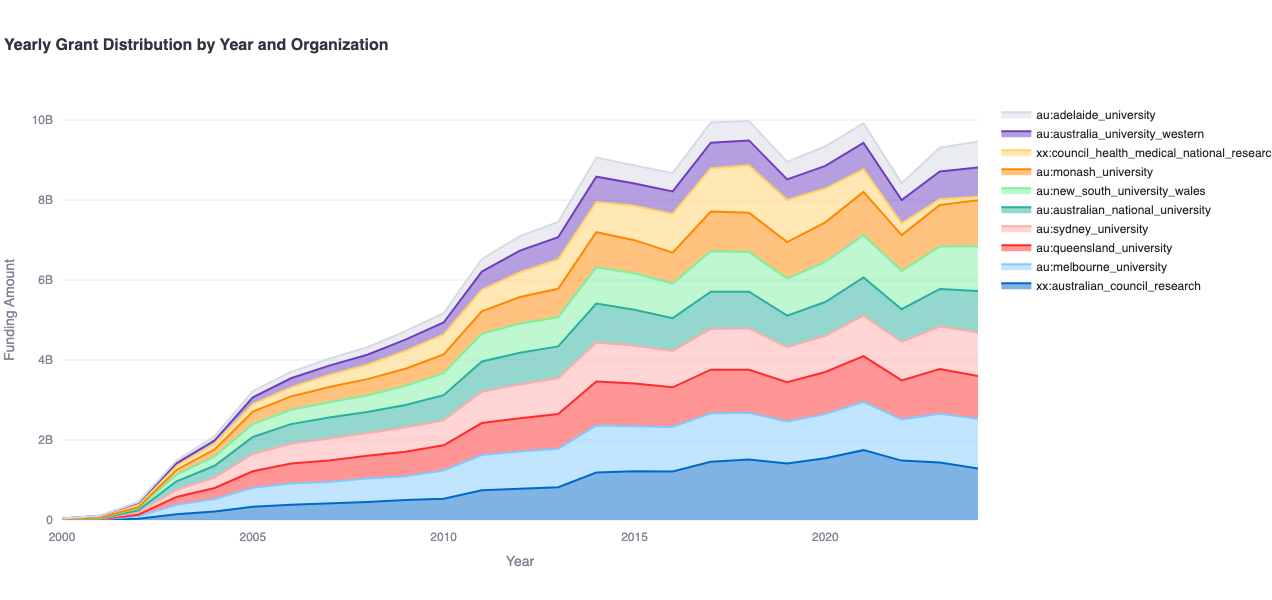 Yearly Grant Distribution by Year and Organization
10B
8B
6B
4B
2B
0
Funding Amount
2000
2005
2010
2015
2020
Year
au:adelaide_university
au:australia_university_western
xx:council_health_medical_national_researc
au:monash_university
au:new_south_university_wales
au:australian_national_university
au:sydney_university
au:queensland_university
au:melbourne_university
xx:australian_council_research